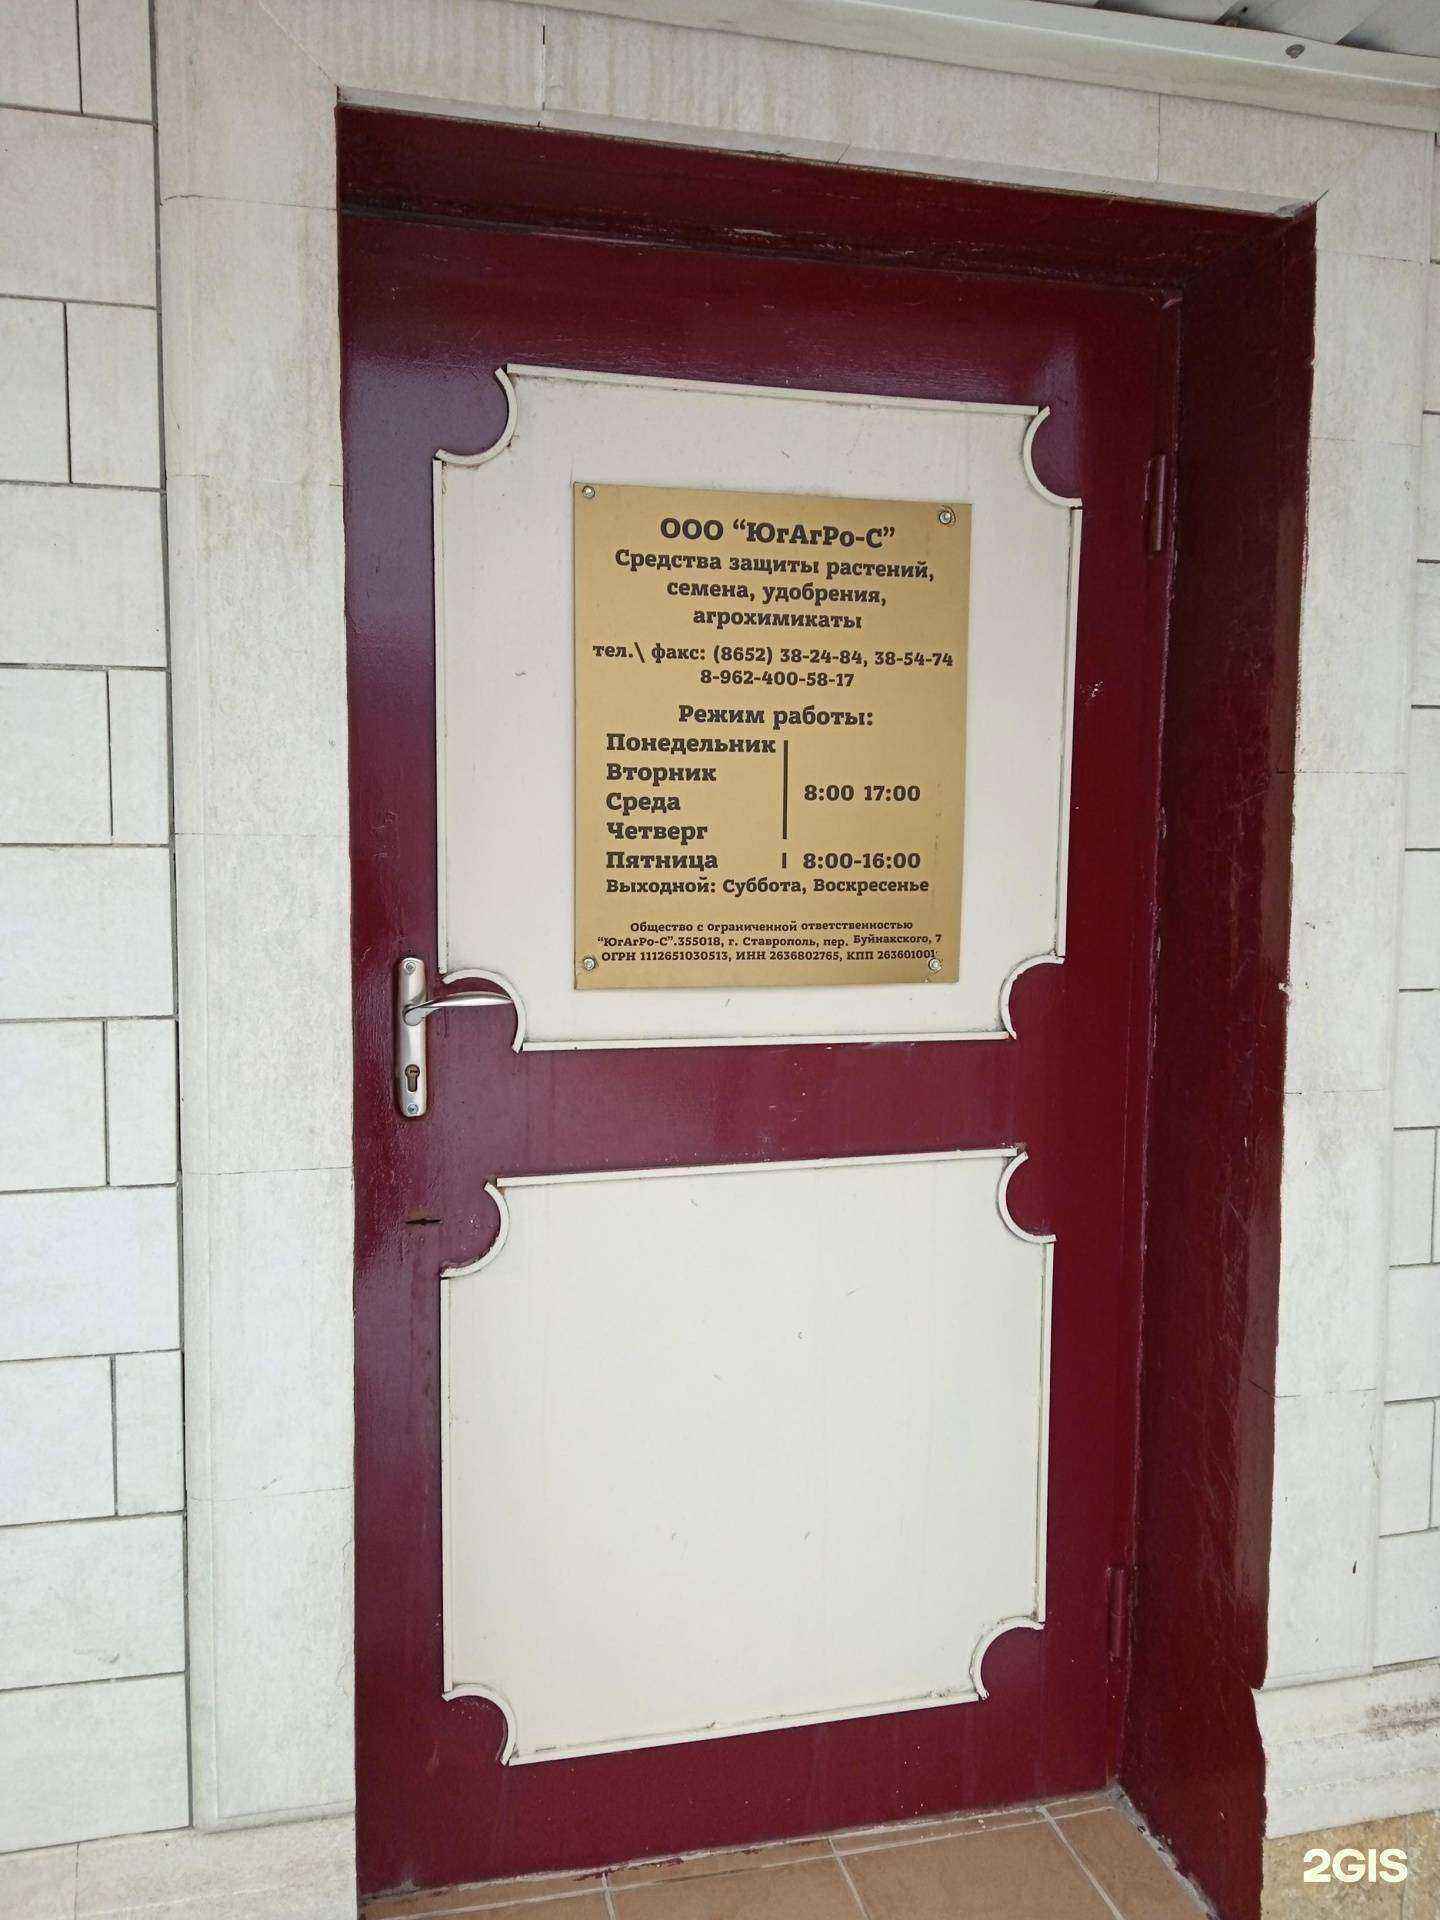 ООО “ЮгАгРо-С”
Средства защиты растений,
семена, удобрения,
агрохимикаты
тел.\ факс: (8652) 38-24-84, 38-54-74
8-962-400-58-17
Режим работы:
Понедельник
Вторник
Среда
Четверг
8:00 17:00
Пятница 8:00-16:00
Выходной: Суббота, Воскресенье
Общество с ограниченной ответственностью
“ЮгАгРо-С”.355018, г. Ставрополь, пер. Буйнакского, 7
ОГРН 1112651030513, ИНН 2636802765, КПП 263601001
2GIS